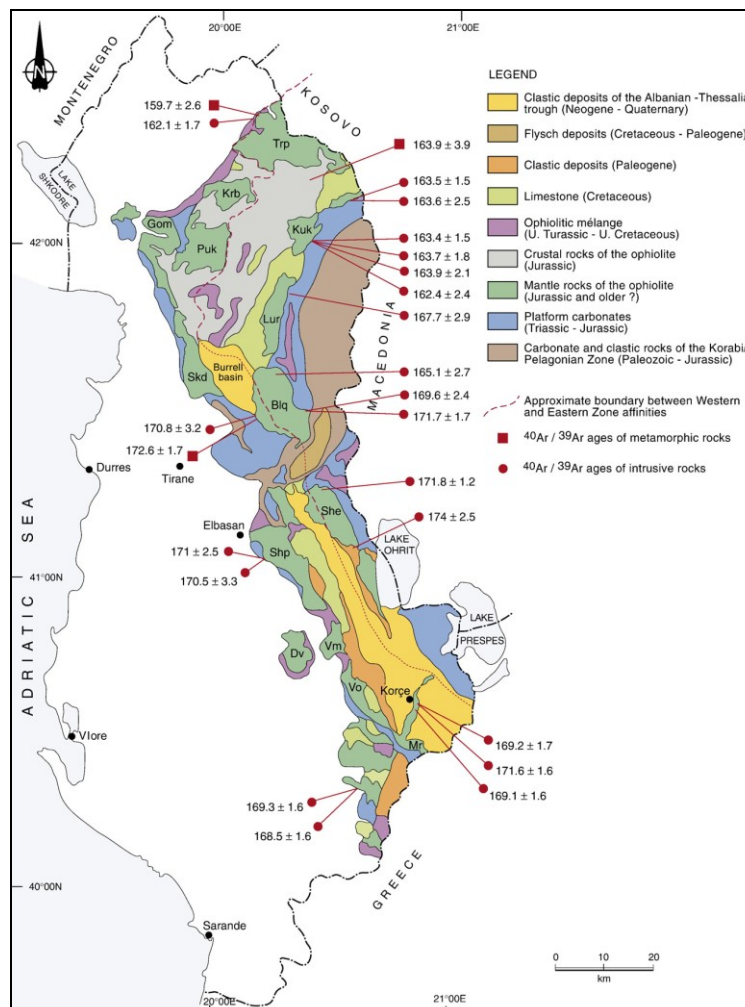 20°00E
21°00E
MONTENEGRO
KOSOVO
N
LAKE
SHKODRE
159.7 ± 2.6
162.1 ± 1.7
Trp
163.9 ± 3.9
Krb
163.5 ± 1.5
163.6 ± 2.5
Gom
42°00N
Puk
Kuk
163.4 ± 1.5
163.7 ± 1.8
163.9 ± 2.1
162.4 ± 2.4
Lur
167.7 ± 2.9
MACEDONIA
Skd
Burrell
basin
165.1 ± 2.7
Blq
169.6 ± 2.4
171.7 ± 1.7
170.8 ± 3.2
172.6 ± 1.7
Durres
Tirane
171.8 ± 1.2
She
174 ± 2.5
Elbasan
LAKE
OHRIT
171 ± 2.5
Shp
170.5 ± 3.3
41°00N
ADRIATIC SEA
LAKE
PRESPES
Dv
Vm
Vo
Korçe
Vlore
Mr
169.2 ± 1.7
171.6 ± 1.6
169.1 ± 1.6
169.3 ± 1.6
168.5 ± 1.6
GREECE
40°00N
Sarande
20°00E
21°00E
LEGEND
Clastic deposits of the Albanian -Thessalia
trough (Neogene - Quaternary)
Flysch deposits (Cretaceous - Paleogene)
Clastic deposits (Paleogene)
Limestone (Cretaceous)
Ophiolitic mélange
(U. Turassic - U. Cretaceous)
Crustal rocks of the ophiolite
(Jurassic)
Mantle rocks of the ophiolite
(Jurassic and older ?)
Platform carbonates
(Triassic - Jurassic)
Carbonate and clastic rocks of the Korabia
Pelagonian Zone (Paleozoic - Jurassic)
Approximate boundary between Western
and Eastern Zone affinities
40Ar / 39Ar ages of metamorphic rocks
40Ar / 39Ar ages of intrusive rocks
0 10 20
km